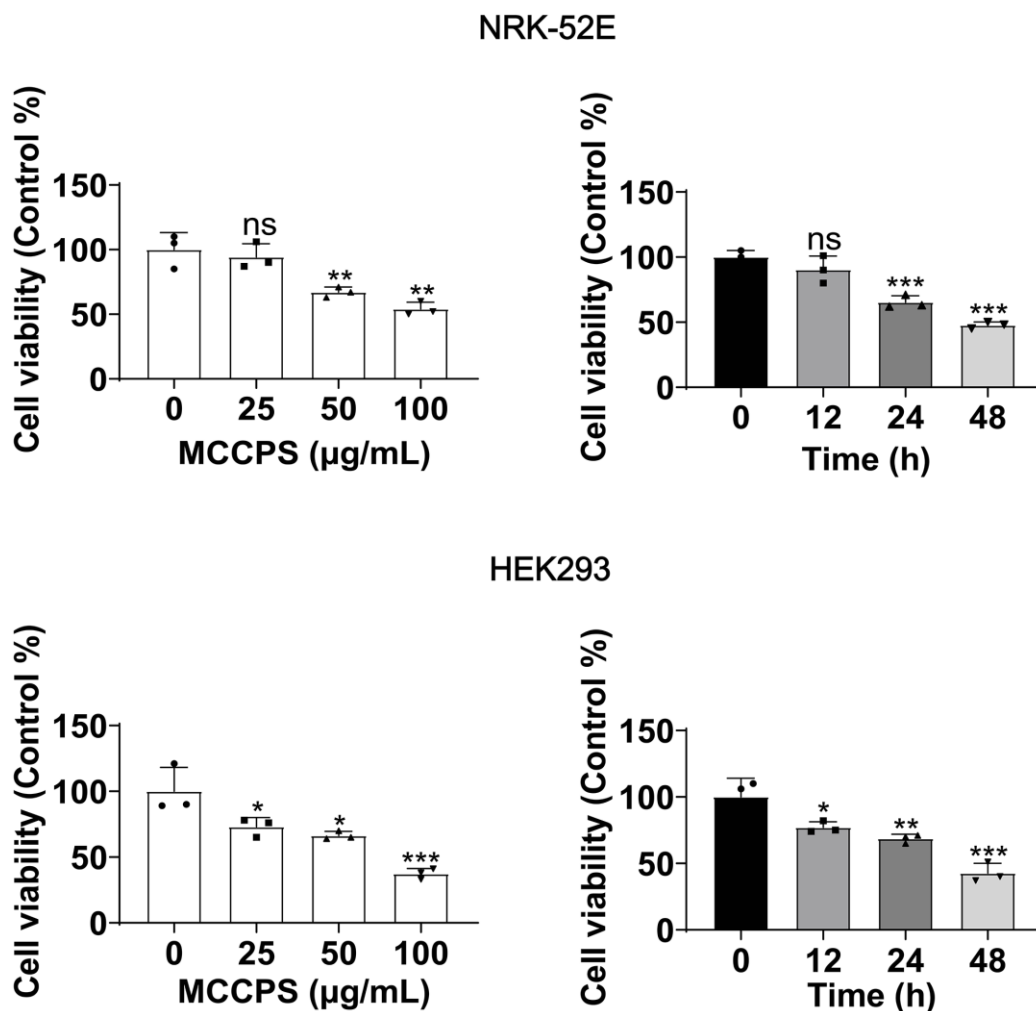 NRK-52E
Cell viability (Control %)
150
100
50
0
ns
**
**
0 25 50 100
MCCPS (µg/mL)
Cell viability (Control %)
150
100
50
0
ns
***
***
0 12 24 48
Time (h)
HEK293
Cell viability (Control %)
150
100
50
0
*
*
***
0 25 50 100
MCCPS (µg/mL)
Cell viability (Control %)
150
100
50
0
*
**
***
0 12 24 48
Time (h)